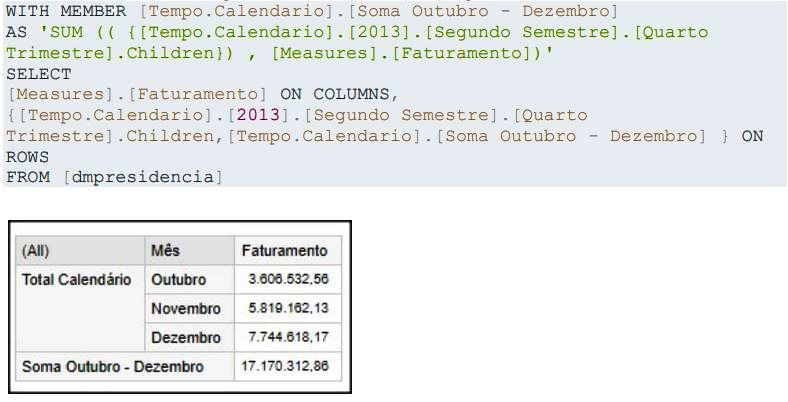 WITH MEMBER [Tempo.Calendario].[Soma Outubro - Dezembro]
AS 'SUM (( {[Tempo.Calendario].[2013].[Segundo Semestre].[Quarto
Trimestre].Children}) , [Measures].[Faturamento])'
SELECT
[Measures].[Faturamento] ON COLUMNS,
{[Tempo.Calendario].[2013].[Segundo Semestre].[Quarto
Trimestre].Children,[Tempo.Calendario].[Soma Outubro - Dezembro] } ON
ROWS
FROM [dmpresidencia]
(All) Mês Faturamento
Total Calendário Outubro 3.606.532,56
Novembro 5.819.162,13
Dezembro 7.744.618,17
Soma Outubro - Dezembro 17.170.312,86